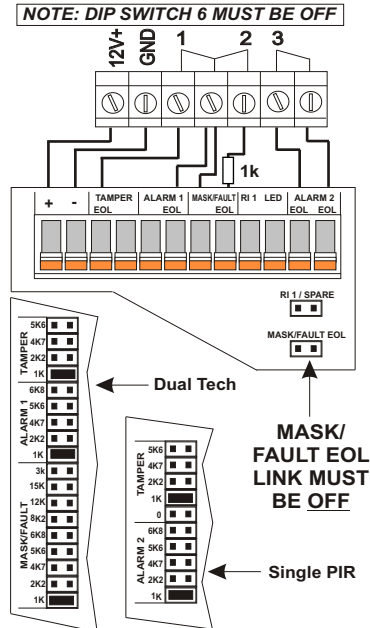 NOTE: DIP SWITCH 6 MUST BE OFF
12V+ GND 1 2 3
1k
+ - TAMPER EOL ALARM 1 EOL MASK/FAULT EOL RI 1 LED ALARM 2 EOL EOL
RI 1 / SPARE
MASK/FAULT EOL
MASK/
FAULT EOL
LINK MUST
BE OFF
Dual Tech
TAMPER
5K6
4K7
2K2
1K
ALARM 1
6K8
5K6
4K7
2K2
1K
MASK/FAULT
3k
15K
12K
8K2
6K8
5K6
4K7
2K2
1K
Single PIR
TAMPER
5K6
4K7
2K2
1K
0
ALARM 2
6K8
5K6
4K7
2K2
1K